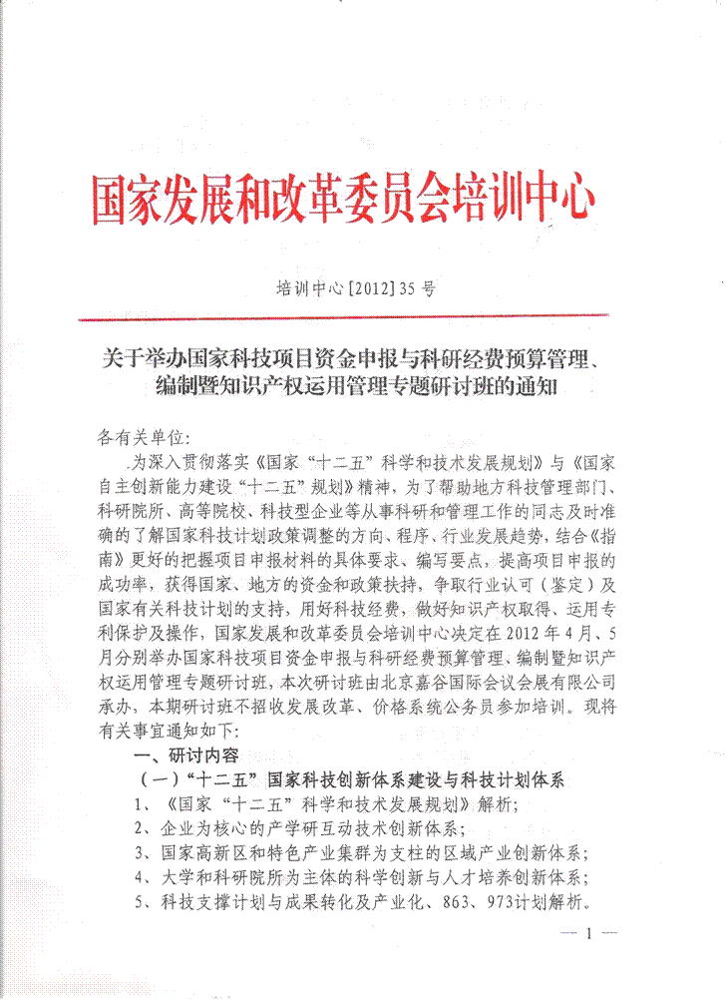 国家发展和改革委员会培训中心
培训中心[2012]35号
关于举办国家科技项目资金申报与科研经费预算管理、
编制暨知识产权运用管理专题研讨班的通知
各有关单位：
为深入贯彻落实《国家“十二五”科学和技术发展规划》与《国家
自主创新能力建设“十二五”规划》精神，为了帮助地方科技管理部门、
科研院所、高等院校、科技型企业等从事科研和管理工作的同志及时准
确的了解国家科技计划政策调整的方向、程序、行业发展趋势，结合《指
南》更好的把握项目申报材料的具体要求、编写要点，提高项目申报的
成功率，获得国家、地方的资金和政策扶持，争取行业认可（鉴定）及
国家有关科技计划的支持，用好科技经费，做好知识产权取得、运用专
利保护及操作，国家发展和改革委员会培训中心决定在2012年4月、5
月分别举办国家科技项目资金申报与科研经费预算管理、编制暨知识产
权运用管理专题研讨班，本次研讨班由北京嘉谷国际会议会展有限公司
承办，本期研讨班不招收发展改革、价格系统公务员参加培训。现将
有关事宜通知如下：
一、研讨内容
（一）“十二五”国家科技创新体系建设与科技计划体系
1、《国家“十二五”科学和技术发展规划》解析；
2、企业为核心的产学研互动技术创新体系；
3、国家高新区和特色产业集群为支柱的区域产业创新体系；
4、大学和科研院所为主体的科学创新与人才培养创新体系；
5、科技支撑计划与成果转化及产业化、863、973计划解析。
— 1 —